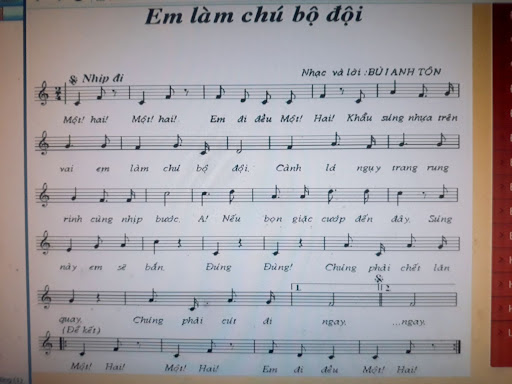 Em làm chú bộ đội
Nhịp đi
Nhạc và lời :BÙI ANH TÔN
Một! hai! Một! hai! Em đi đều Một! Hai! Khẩu súng nhựa trên
vai em làm chú bộ đội. Cành lá ngụy trang rung
rinh cùng nhịp bước. A! Nếu bọn giặc cướp đến đây. Súng
này em sẽ bắn. Đùng Đùng! Chúng phải chết lăn
1. 2.
quay. Chúng phải cút đi ngay. ...ngay.
(Để kết)
Một! Hai! Một! Hai! Em đi đều Một! Hai!